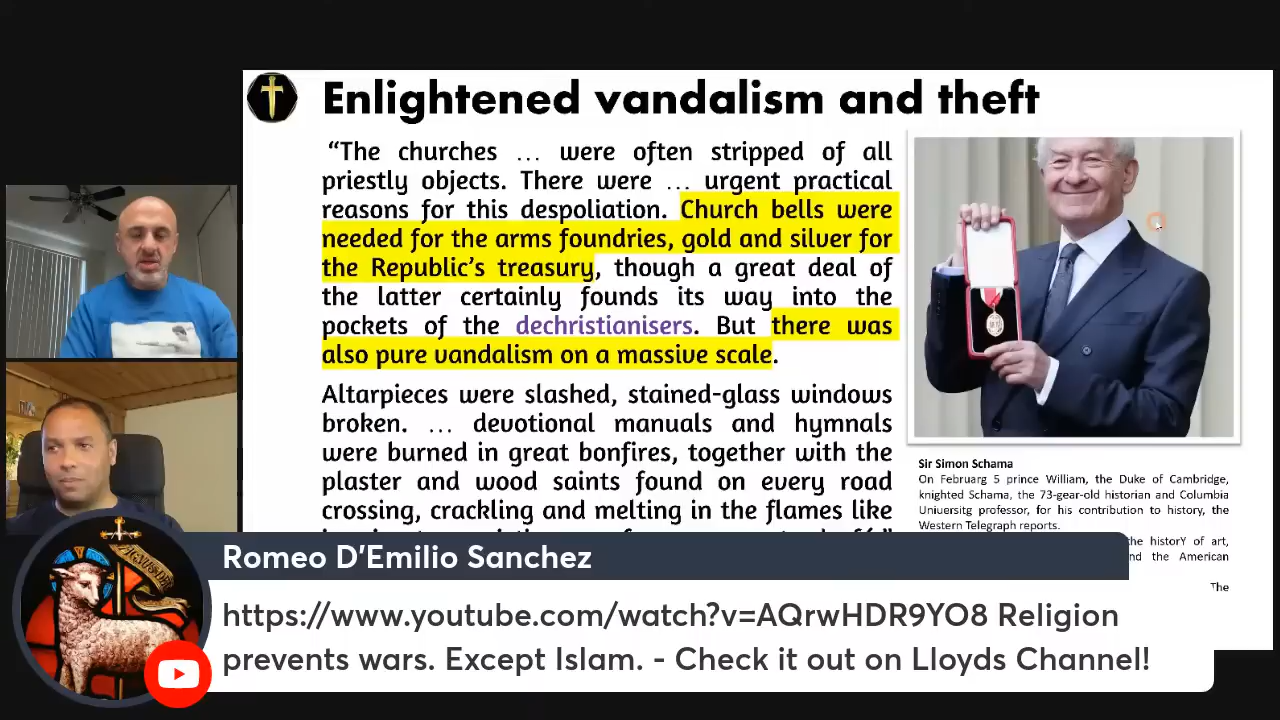 Enlightened vandalism and theft
“The churches … were often stripped of all
priestly objects. There were … urgent practical
reasons for this despoliation. Church bells were
needed for the arms foundries, gold and silver for
the Republic’s treasury, though a great deal of
the latter certainly founds its way into the
pockets of the dechristianisers. But there was
also pure vandalism on a massive scale.
Altarpieces were slashed, stained-glass windows
broken. … devotional manuals and hymnals
were burned in great bonfires, together with the
plaster and wood saints found on every road
crossing, crackling and melting in the flames like
Sir Simon Schama
On Februarg 5 prince William, the Duke of Cambridge,
knighted Schama, the 73-gear-old historian and Columbia
Uniuersitg professor, for his contribution to history, the
Western Telegraph reports.
the historY of art,
nd the American
The
AGNUS DEI
Romeo D’Emilio Sanchez
https://www.youtube.com/watch?v=AQrwHDR9YO8 Religion
prevents wars. Except Islam. - Check it out on Lloyds Channel!